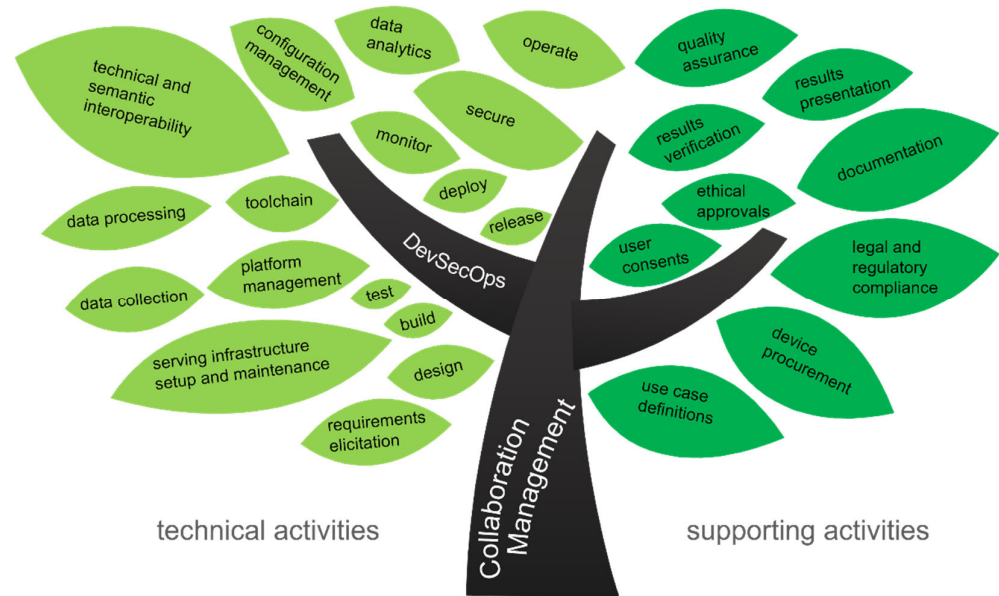 technical and
semantic
interoperability
configuration
management
data
analytics
operate
quality
assurance
results
presentation
monitor
secure
results
verification
documentation
data processing
toolchain
deploy
release
ethical
approvals
DevSecOps
user
consents
legal and
regulatory
compliance
data collection
platform
management
test
build
serving infrastructure
setup and maintenance
design
device
procurement
use case
definitions
requirements
elicitation
Collaboration
Management
technical activities
supporting activities